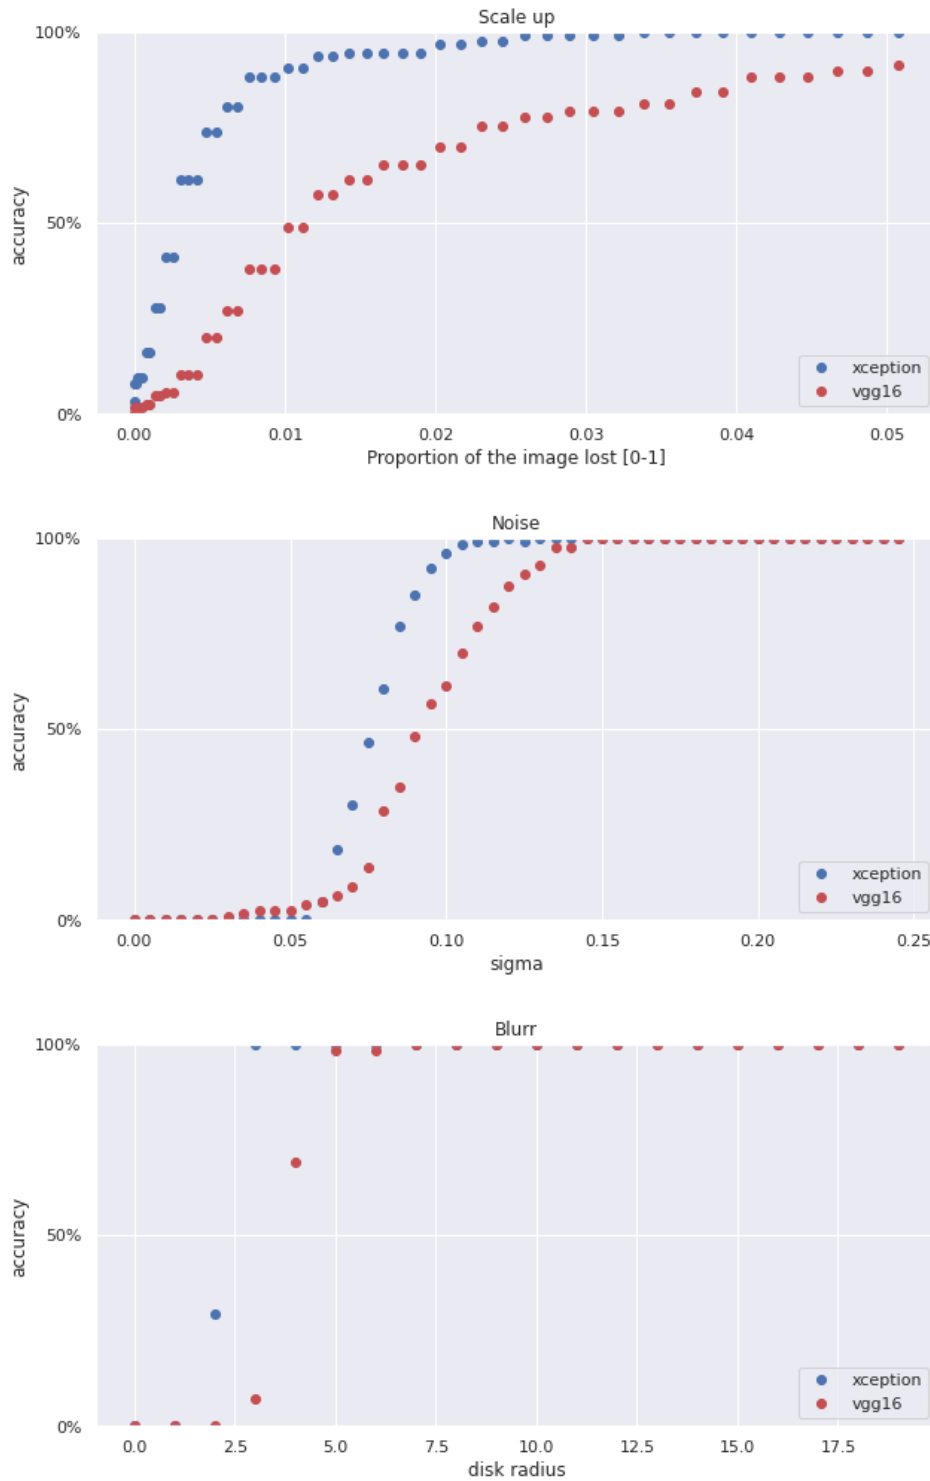 Scale up
100%
50%
0%
accuracy
xception
vgg16
0.00 0.01 0.02 0.03 0.04 0.05
Proportion of the image lost [0-1]
Noise
100%
50%
0%
accuracy
xception
vgg16
0.00 0.05 0.10 0.15 0.20 0.25
sigma
Blurr
100%
50%
0%
accuracy
xception
vgg16
0.0 2.5 5.0 7.5 10.0 12.5 15.0 17.5
disk radius